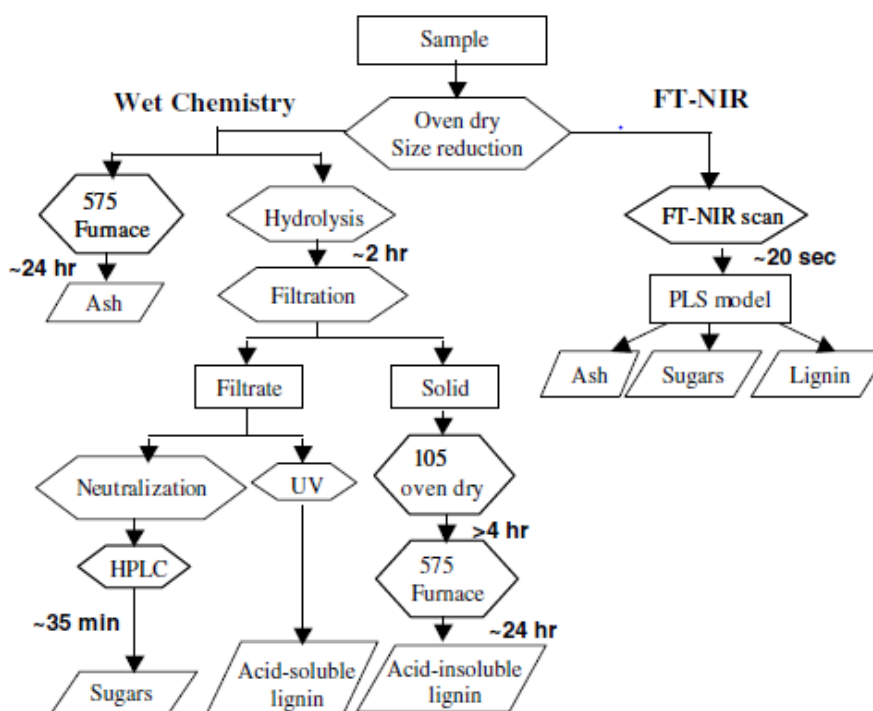 Sample
Wet Chemistry
FT-NIR
Oven dry
Size reduction
575
Furnace
Hydrolysis
FT-NIR scan
~24 hr
~2 hr
~20 sec
Ash
Filtration
PLS model
Ash
Sugars
Lignin
Filtrate
Solid
Neutralization
UV
105
oven dry
>4 hr
HPLC
575
Furnace
~35 min
~24 hr
Sugars
Acid-soluble
lignin
Acid-insoluble
lignin